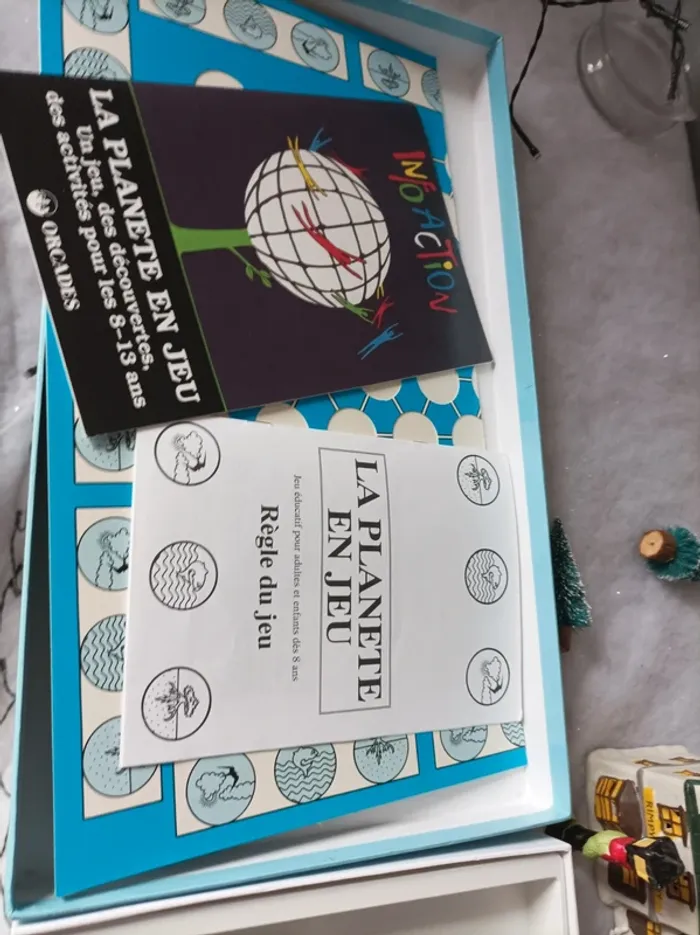 INFO ACTION
LA PLANETE EN JEU
Un jeu, des découvertes,
des activités pour les 8-13 ans
ORCADES
LA PLANETE
EN JEU
Jeu éducatif pour adultes et enfants dès 8 ans
Règle du jeu